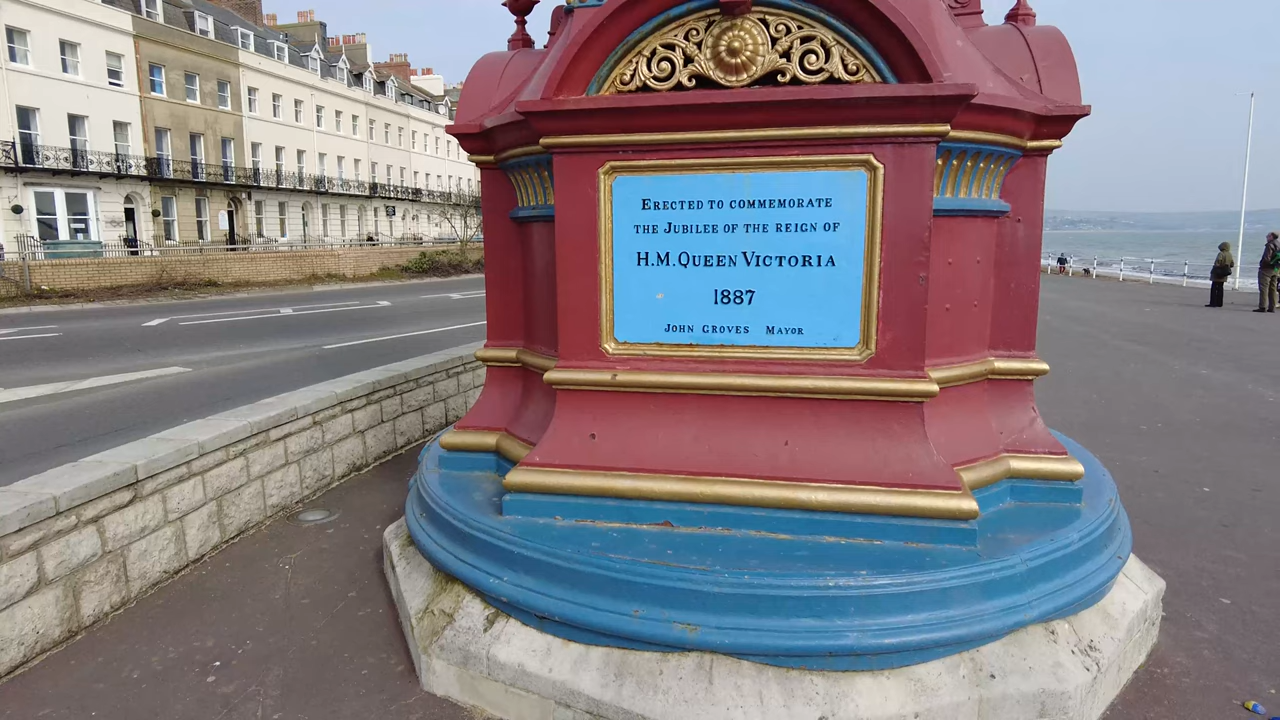 Erected to commemorate
the Jubilee of the reign of
H.M. Queen Victoria
1887
John Groves Mayor